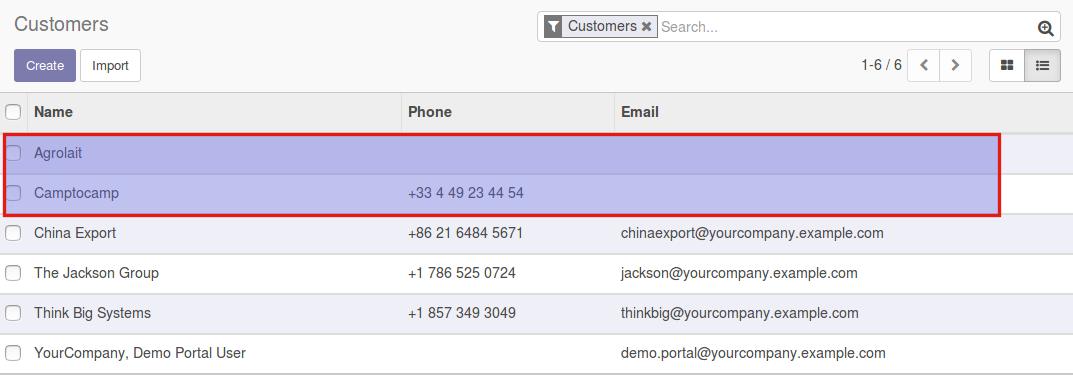 Customers
Customers Search...
Create Import 1-6 / 6
Name Phone Email
Agrolait
Camptocamp +33 4 49 23 44 54
China Export +86 21 6484 5671 chinaexport@yourcompany.example.com
The Jackson Group +1 786 525 0724 jackson@yourcompany.example.com
Think Big Systems +1 857 349 3049 thinkbig@yourcompany.example.com
YourCompany, Demo Portal User demo.portal@yourcompany.example.com